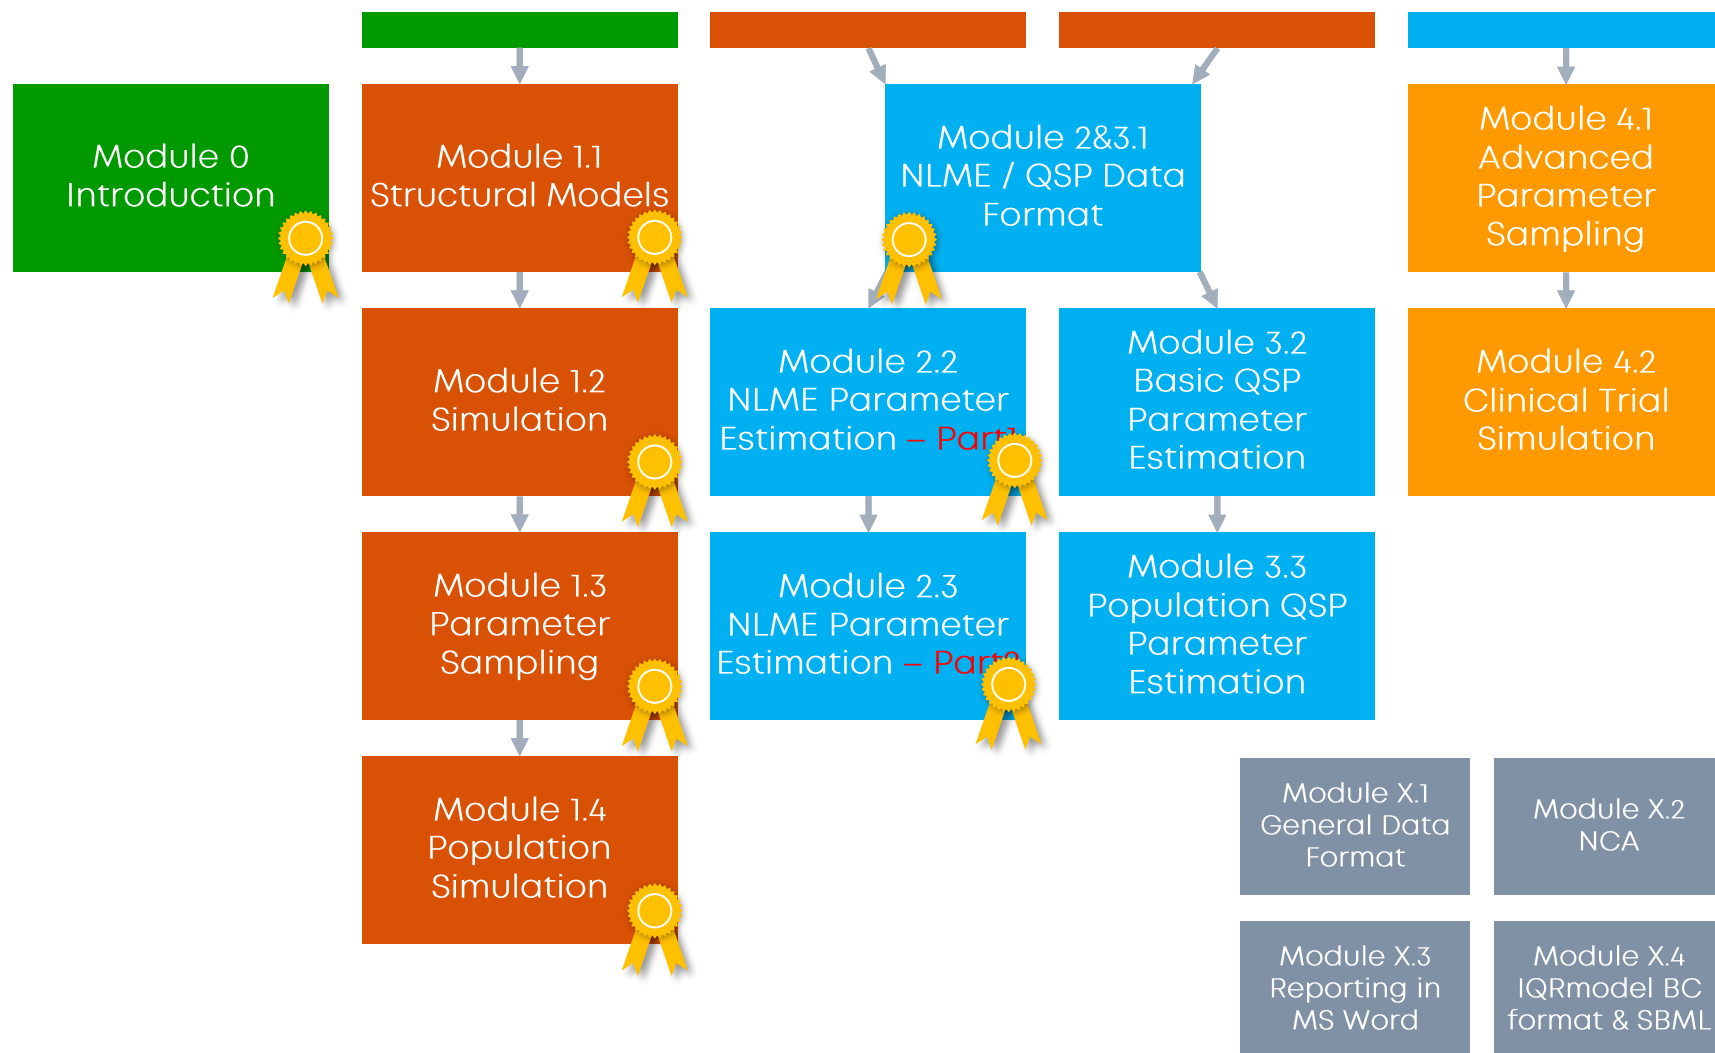 Module 0
Introduction
Module 1.1
Structural Models
Module 1.2
Simulation
Module 1.3
Parameter
Sampling
Module 1.4
Population
Simulation
Module 2&3.1
NLME / QSP Data
Format
Module 2.2
NLME Parameter
Estimation – Part1
Module 2.3
NLME Parameter
Estimation – Part2
Module 3.2
Basic QSP
Parameter
Estimation
Module 3.3
Population QSP
Parameter
Estimation
Module 4.1
Advanced
Parameter
Sampling
Module 4.2
Clinical Trial
Simulation
Module X.1
General Data
Format
Module X.2
NCA
Module X.3
Reporting in
MS Word
Module X.4
IQRmodel BC
format & SBML